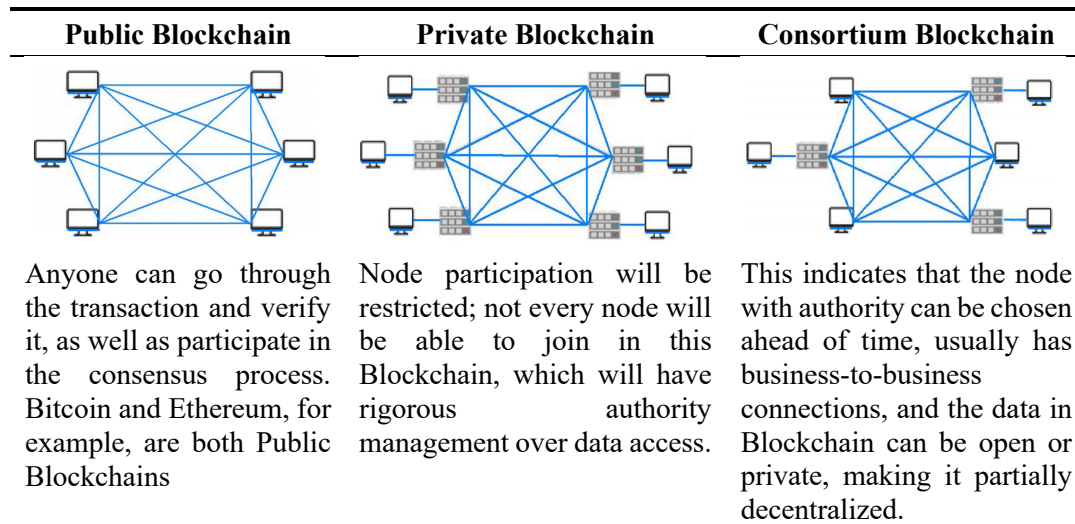 Public Blockchain
Private Blockchain
Consortium Blockchain
Anyone can go through
the transaction and verify
it, as well as participate in
the consensus process.
Bitcoin and Ethereum, for
example, are both Public
Blockchains
Node participation will be
restricted; not every node will
be able to join in this
Blockchain, which will have
rigorous authority
management over data access.
This indicates that the node
with authority can be chosen
ahead of time, usually has
business-to-business
connections, and the data in
Blockchain can be open or
private, making it partially
decentralized.